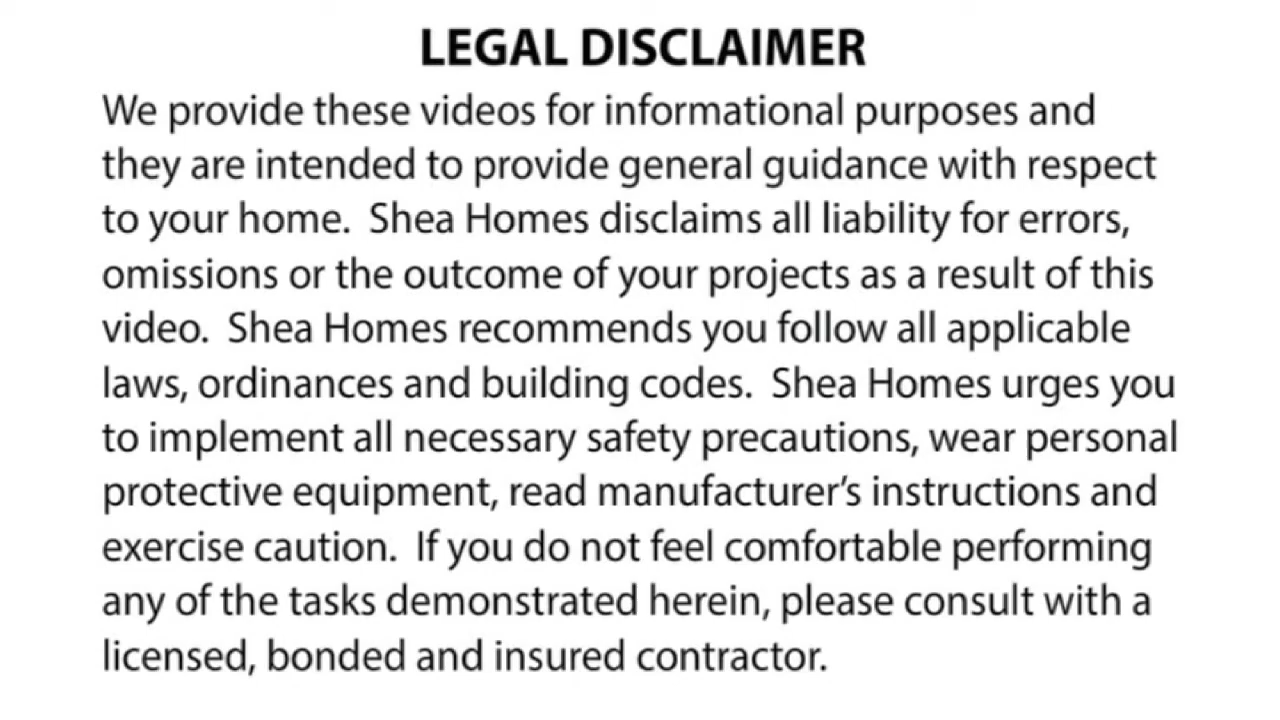 LEGAL DISCLAIMER
We provide these videos for informational purposes and
they are intended to provide general guidance with respect
to your home.  Shea Homes disclaims all liability for errors,
omissions or the outcome of your projects as a result of this
video.  Shea Homes recommends you follow all applicable
laws, ordinances and building codes.  Shea Homes urges you
to implement all necessary safety precautions, wear personal
protective equipment, read manufacturer’s instructions and
exercise caution.  If you do not feel comfortable performing
any of the tasks demonstrated herein, please consult with a
licensed, bonded and insured contractor.